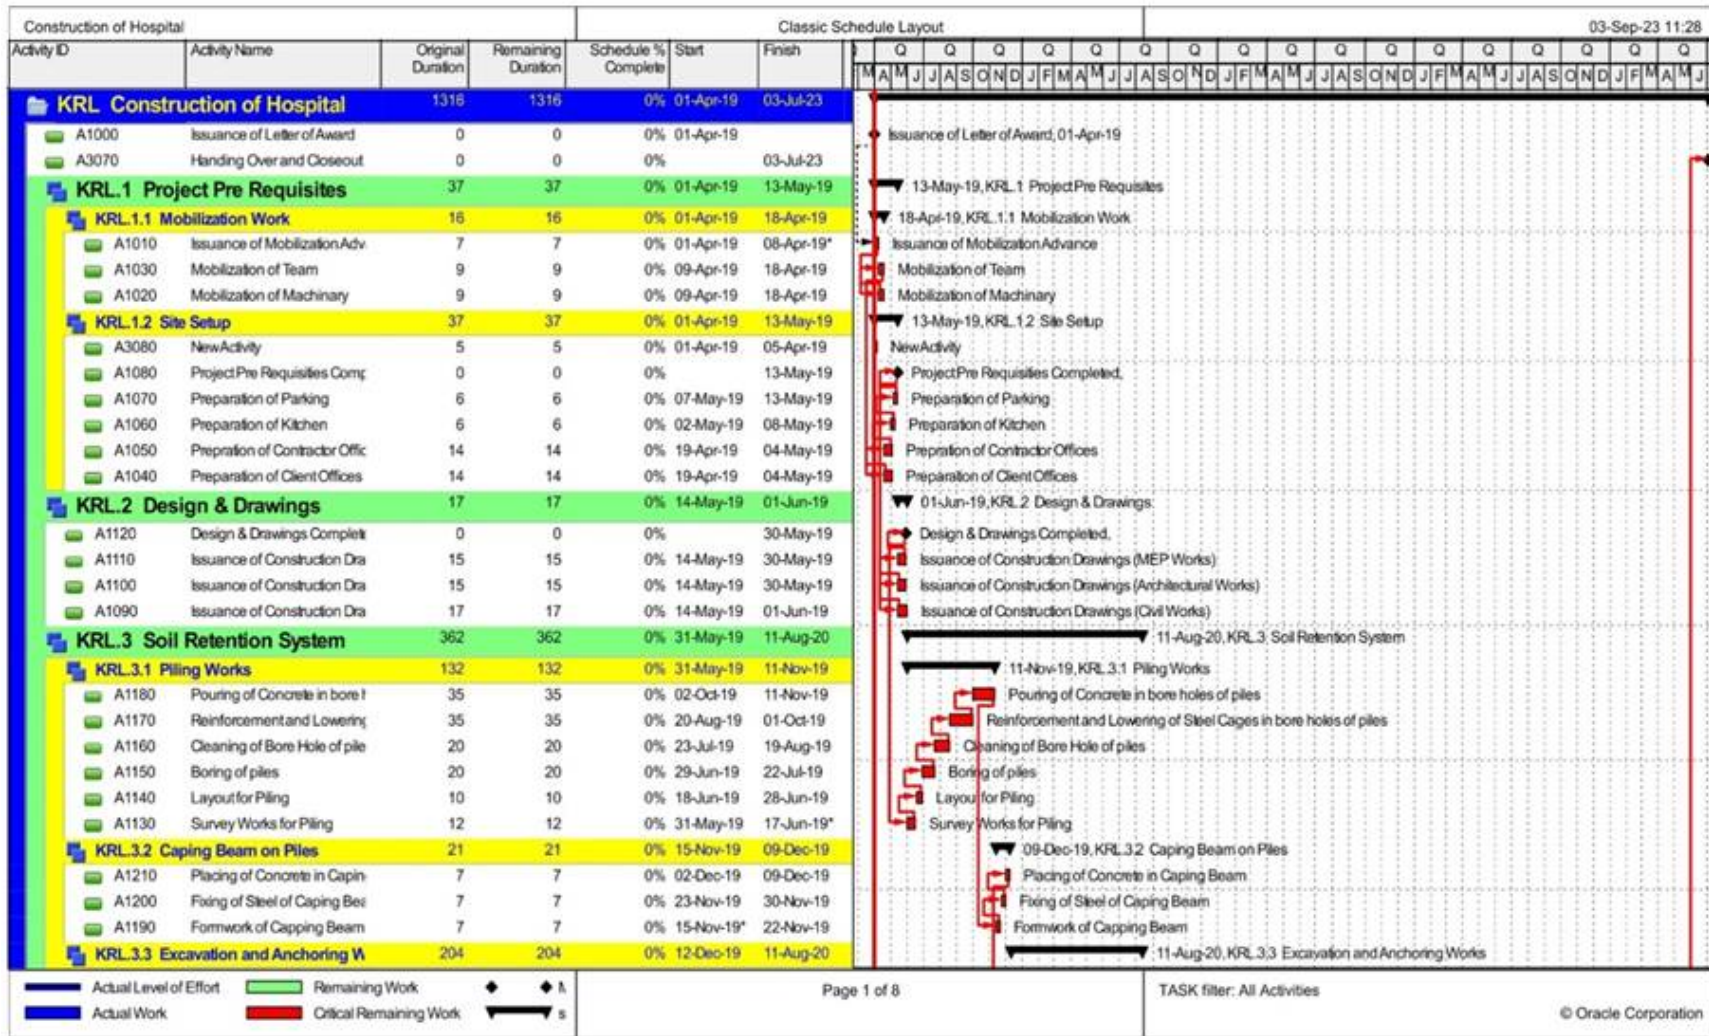 Construction of Hospital Classic Schedule Layout 03-Sep-23 11:28
Activity ID Activity Name Original Duration Remaining Duration Schedule % Complete Start Finish
Q Q Q Q Q Q Q Q Q Q Q Q Q Q Q Q Q
M A M J J A S O N D J F M A M J J A S O N D J F M A M J J A S O N D J F M A M J J A S O N D J F M A M J
KRL Construction of Hospital 1316 1316 0% 01-Apr-19 03-Jul-23
A1000 Issuance of Letter of Award 0 0 0% 01-Apr-19 Issuance of Letter of Award, 01-Apr-19
A3070 Handing Over and Closeout 0 0 0% 03-Jul-23
KRL.1 Project Pre Requisites 37 37 0% 01-Apr-19 13-May-19 13-May-19, KRL.1 Project Pre Requisites
KRL.1.1 Mobilization Work 16 16 0% 01-Apr-19 18-Apr-19 18-Apr-19, KRL.1.1 Mobilization Work
A1010 Issuance of Mobilization Adv 7 7 0% 01-Apr-19 08-Apr-19* Issuance of Mobilization Advance
A1030 Mobilization of Team 9 9 0% 09-Apr-19 18-Apr-19 Mobilization of Team
A1020 Mobilization of Machinary 9 9 0% 09-Apr-19 18-Apr-19 Mobilization of Machinary
KRL.1.2 Site Setup 37 37 0% 01-Apr-19 13-May-19 13-May-19, KRL.1.2 Site Setup
A3080 New Activity 5 5 0% 01-Apr-19 05-Apr-19 New Activity
A1080 Project Pre Requisities Comp 0 0 0% 13-May-19 Project Pre Requisities Completed,
A1070 Preparation of Parking 6 6 0% 07-May-19 13-May-19 Preparation of Parking
A1060 Preparation of Kitchen 6 6 0% 02-May-19 08-May-19 Preparation of Kitchen
A1050 Prepration of Contractor Offic 14 14 0% 19-Apr-19 04-May-19 Prepration of Contractor Offices
A1040 Preparation of Client Offices 14 14 0% 19-Apr-19 04-May-19 Preparation of Client Offices
KRL.2 Design & Drawings 17 17 0% 14-May-19 01-Jun-19 01-Jun-19, KRL.2 Design & Drawings
A1120 Design & Drawings Complete 0 0 0% 30-May-19 Design & Drawings Completed,
A1110 Issuance of Construction Dra 15 15 0% 14-May-19 30-May-19 Issuance of Construction Drawings (MEP Works)
A1100 Issuance of Construction Dra 15 15 0% 14-May-19 30-May-19 Issuance of Construction Drawings (Architectural Works)
A1090 Issuance of Construction Dra 17 17 0% 14-May-19 01-Jun-19 Issuance of Construction Drawings (Civil Works)
KRL.3 Soil Retention System 362 362 0% 31-May-19 11-Aug-20 11-Aug-20, KRL.3 Soil Retention System
KRL.3.1 Piling Works 132 132 0% 31-May-19 11-Nov-19 11-Nov-19, KRL.3.1 Piling Works
A1180 Pouring of Concrete in bore h 35 35 0% 02-Oct-19 11-Nov-19 Pouring of Concrete in bore holes of piles
A1170 Reinforcement and Lowering 35 35 0% 20-Aug-19 01-Oct-19 Reinforcement and Lowering of Steel Cages in bore holes of piles
A1160 Cleaning of Bore Hole of pile 20 20 0% 23-Jul-19 19-Aug-19 Cleaning of Bore Hole of piles
A1150 Boring of piles 20 20 0% 29-Jun-19 22-Jul-19 Boring of piles
A1140 Layout for Piling 10 10 0% 18-Jun-19 28-Jun-19 Layout for Piling
A1130 Survey Works for Piling 12 12 0% 31-May-19 17-Jun-19* Survey Works for Piling
KRL.3.2 Caping Beam on Piles 21 21 0% 15-Nov-19 09-Dec-19 09-Dec-19, KRL.3.2 Caping Beam on Piles
A1210 Placing of Concrete in Capin 7 7 0% 02-Dec-19 09-Dec-19 Placing of Concrete in Caping Beam
A1200 Fixing of Steel of Caping Bea 7 7 0% 23-Nov-19 30-Nov-19 Fixing of Steel of Caping Beam
A1190 Formwork of Capping Beam 7 7 0% 15-Nov-19* 22-Nov-19 Formwork of Capping Beam
KRL.3.3 Excavation and Anchoring W 204 204 0% 12-Dec-19 11-Aug-20 11-Aug-20, KRL.3.3 Excavation and Anchoring Works
Actual Level of Effort Remaining Work M
Actual Work Critical Remaining Work s
Page 1 of 8 TASK filter: All Activities
© Oracle Corporation